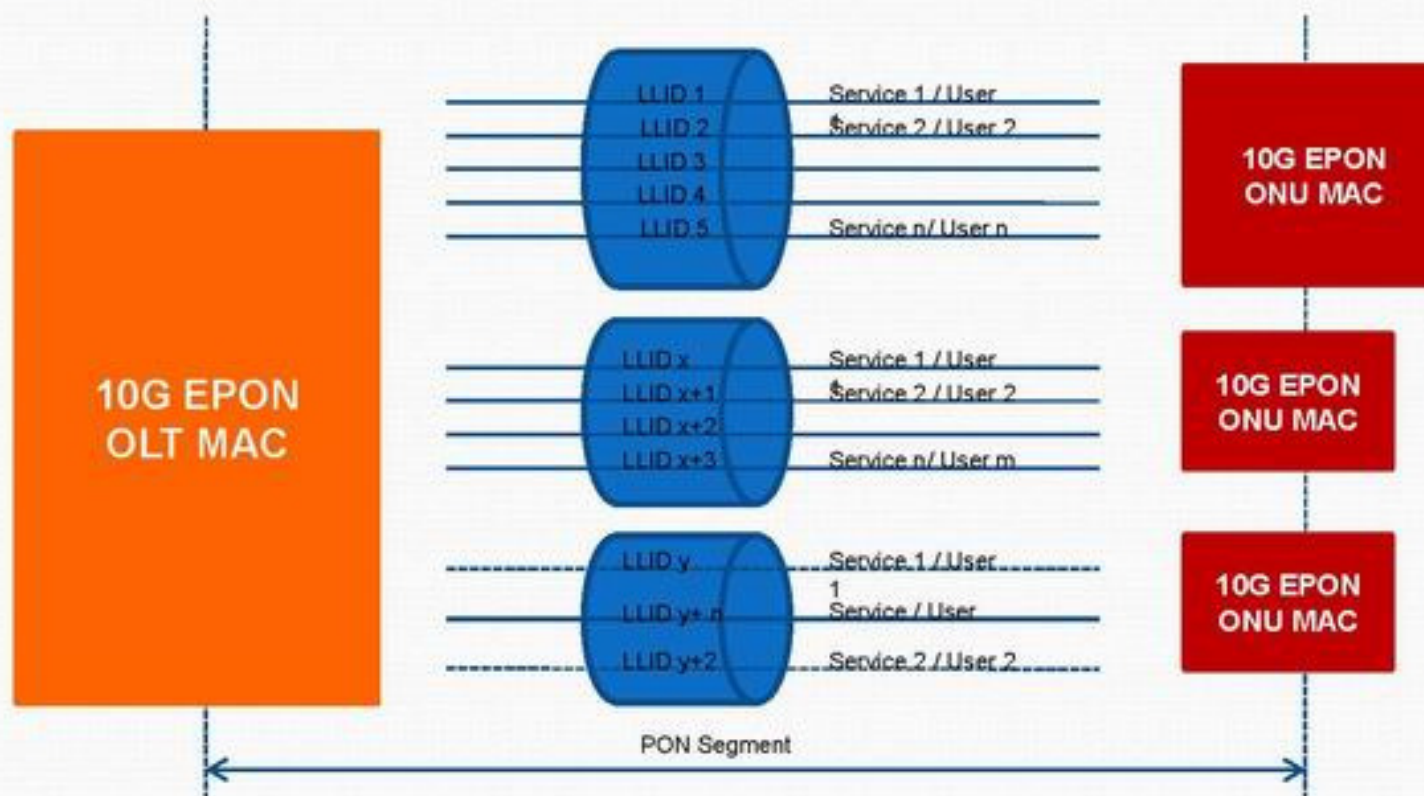 LLID 1
Service 1 / User
1
LLID 2
Service 2 / User 2
LLID 3
LLID 4
LLID 5
Service n/ User n
10G EPON
ONU MAC
10G EPON
OLT MAC
LLID x
Service 1 / User
1
LLID x+1
Service 2 / User 2
LLID x+2
LLID x+3
Service n/ User m
10G EPON
ONU MAC
LLID y
Service 1 / User
1
LLID y+ n
Service / User
LLID y+2
Service 2 / User 2
10G EPON
ONU MAC
PON Segment